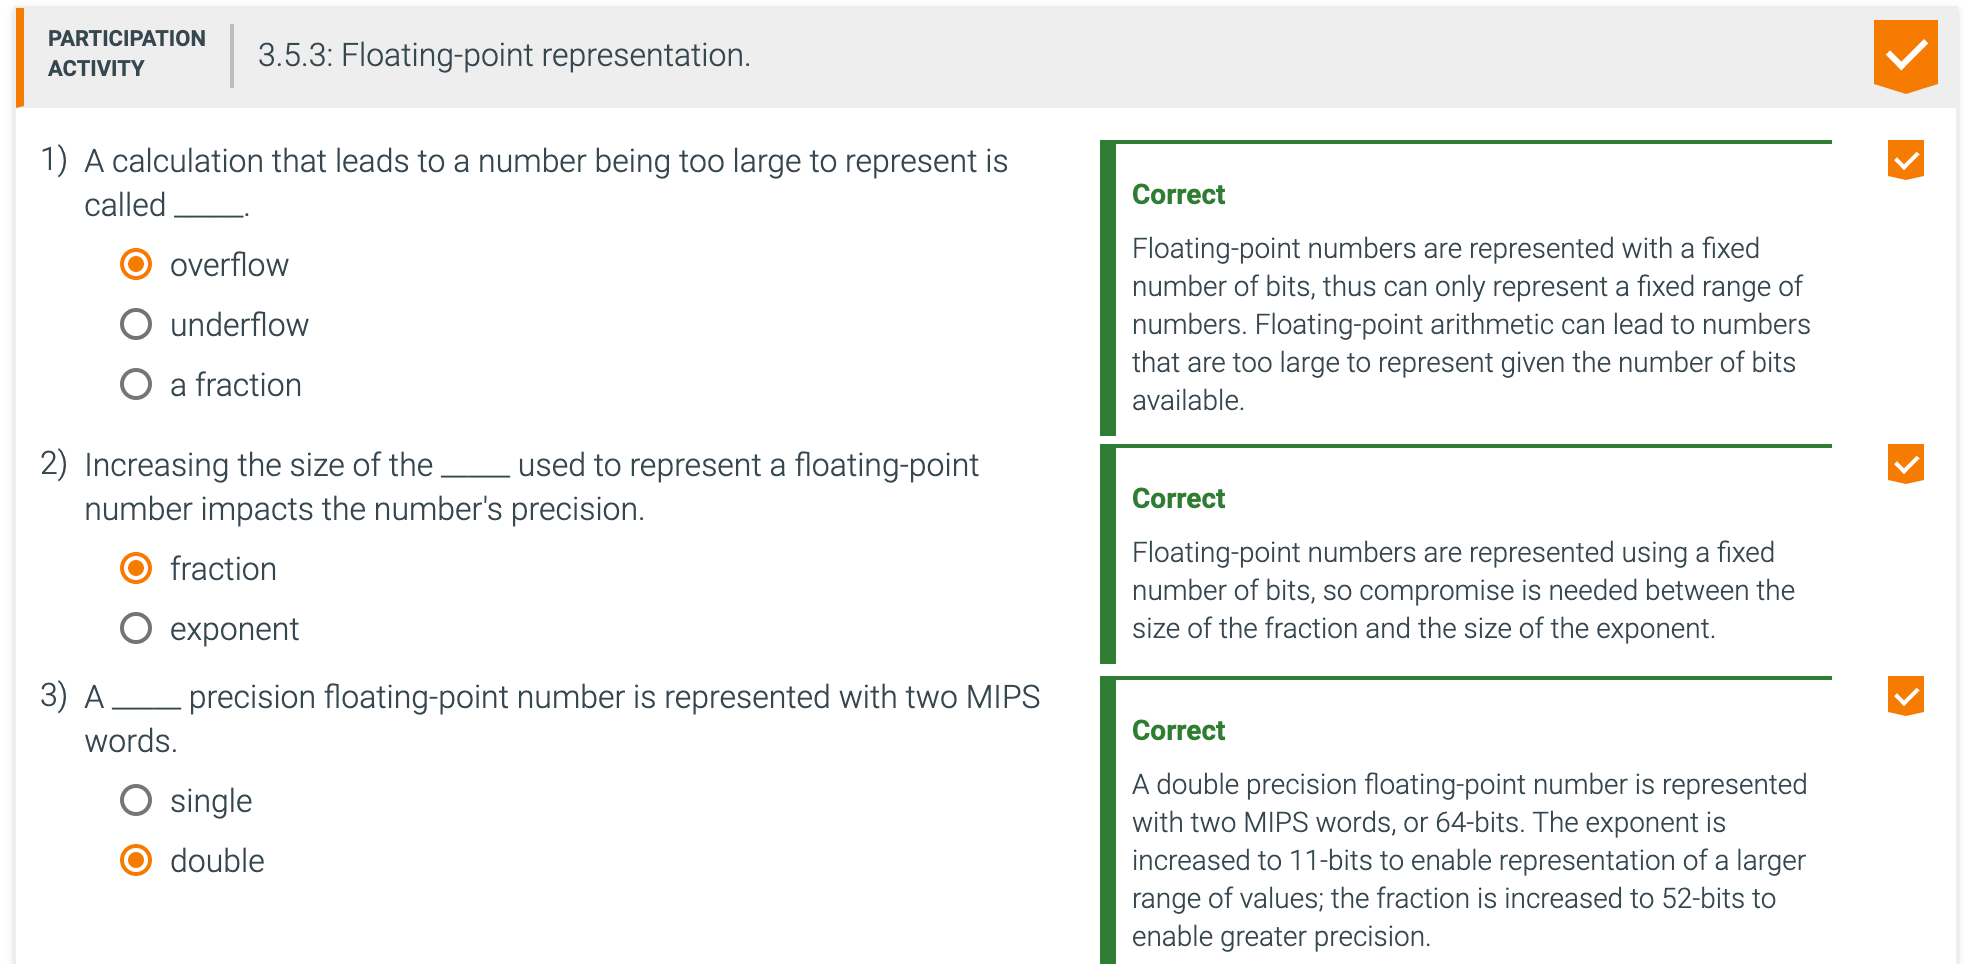 PARTICIPATION
ACTIVITY
3.5.3: Floating-point representation.
1) A calculation that leads to a number being too large to represent is
called _____.
overflow
underflow
a fraction
Correct
Floating-point numbers are represented with a fixed
number of bits, thus can only represent a fixed range of
numbers. Floating-point arithmetic can lead to numbers
that are too large to represent given the number of bits
available.
2) Increasing the size of the _____ used to represent a floating-point
number impacts the number's precision.
fraction
exponent
Correct
Floating-point numbers are represented using a fixed
number of bits, so compromise is needed between the
size of the fraction and the size of the exponent.
3) A _____ precision floating-point number is represented with two MIPS
words.
single
double
Correct
A double precision floating-point number is represented
with two MIPS words, or 64-bits. The exponent is
increased to 11-bits to enable representation of a larger
range of values; the fraction is increased to 52-bits to
enable greater precision.